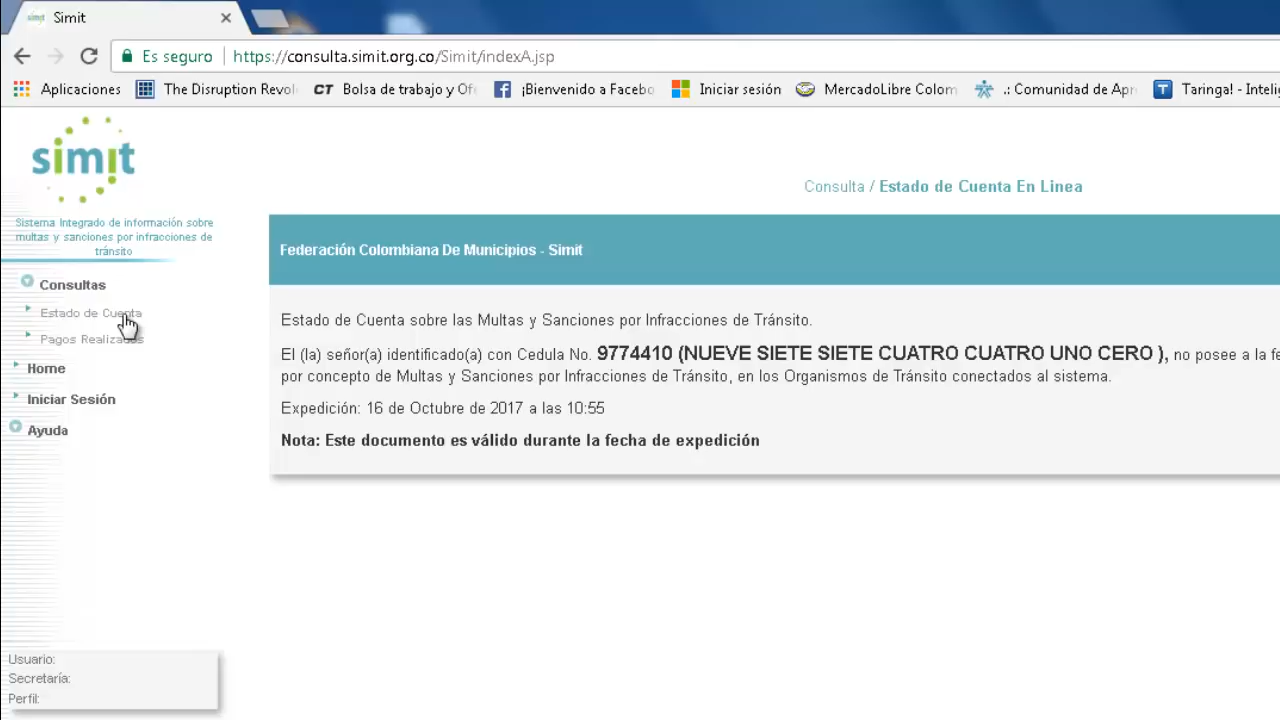 simit Simit
Es seguro https://consulta.simit.org.co/Simit/indexA.jsp
Aplicaciones The Disruption Revol CT Bolsa de trabajo y Of ¡Bienvenido a Facebo Iniciar sesión MercadoLibre Colom .: Comunidad de Apr T Taringa! - Inteli
simit
Sistema Integrado de información sobre
multas y sanciones por infracciones de
tránsito
Consultas
Estado de Cuenta
Pagos Realizados
Home
Iniciar Sesión
Ayuda
Usuario:
Secretaría:
Perfil:
Consulta / Estado de Cuenta En Linea
Federación Colombiana De Municipios - Simit
Estado de Cuenta sobre las Multas y Sanciones por Infracciones de Tránsito.
El (la) señor(a) identificado(a) con Cedula No. 9774410 (NUEVE SIETE SIETE CUATRO CUATRO UNO CERO ), no posee a la fe
por concepto de Multas y Sanciones por Infracciones de Tránsito, en los Organismos de Tránsito conectados al sistema.
Expedición: 16 de Octubre de 2017 a las 10:55
Nota: Este documento es válido durante la fecha de expedición